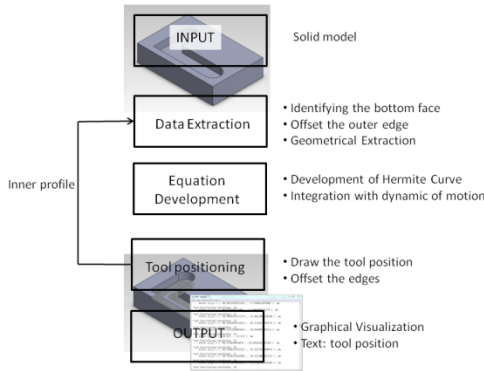 INPUT
Solid model
Data Extraction
• Identifying the bottom face
• Offset the outer edge
• Geometrical Extraction
Inner profile
Equation
Development
• Development of Hermite Curve
• Integration with dynamic of motion
Tool positioning
• Draw the tool position
• Offset the edges
OUTPUT
• Graphical Visualization
• Text: tool position